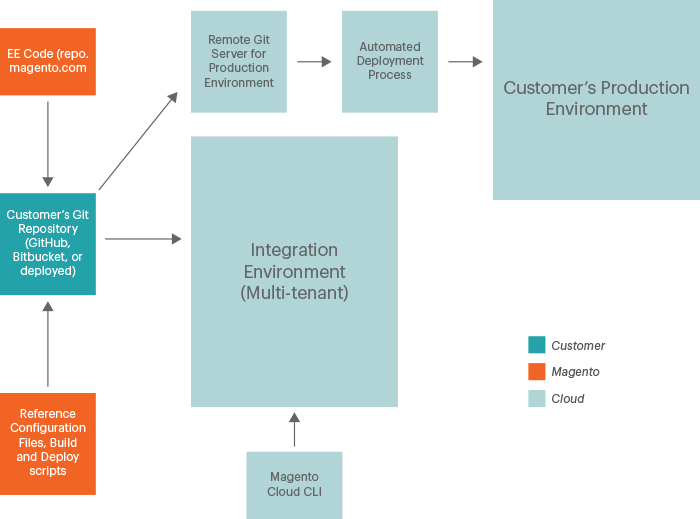 EE Code (repo.
magento.com
Remote Git
Server for
Production
Environment
Automated
Deployment
Process
Customer’s Production
Environment
Customer’s Git
Repository
(GitHub,
Bitbucket, or
deployed)
Integration
Environment
(Multi-tenant)
Reference
Configuration
Files, Build
and Deploy
scripts
Magento
Cloud CLI
Customer
Magento
Cloud